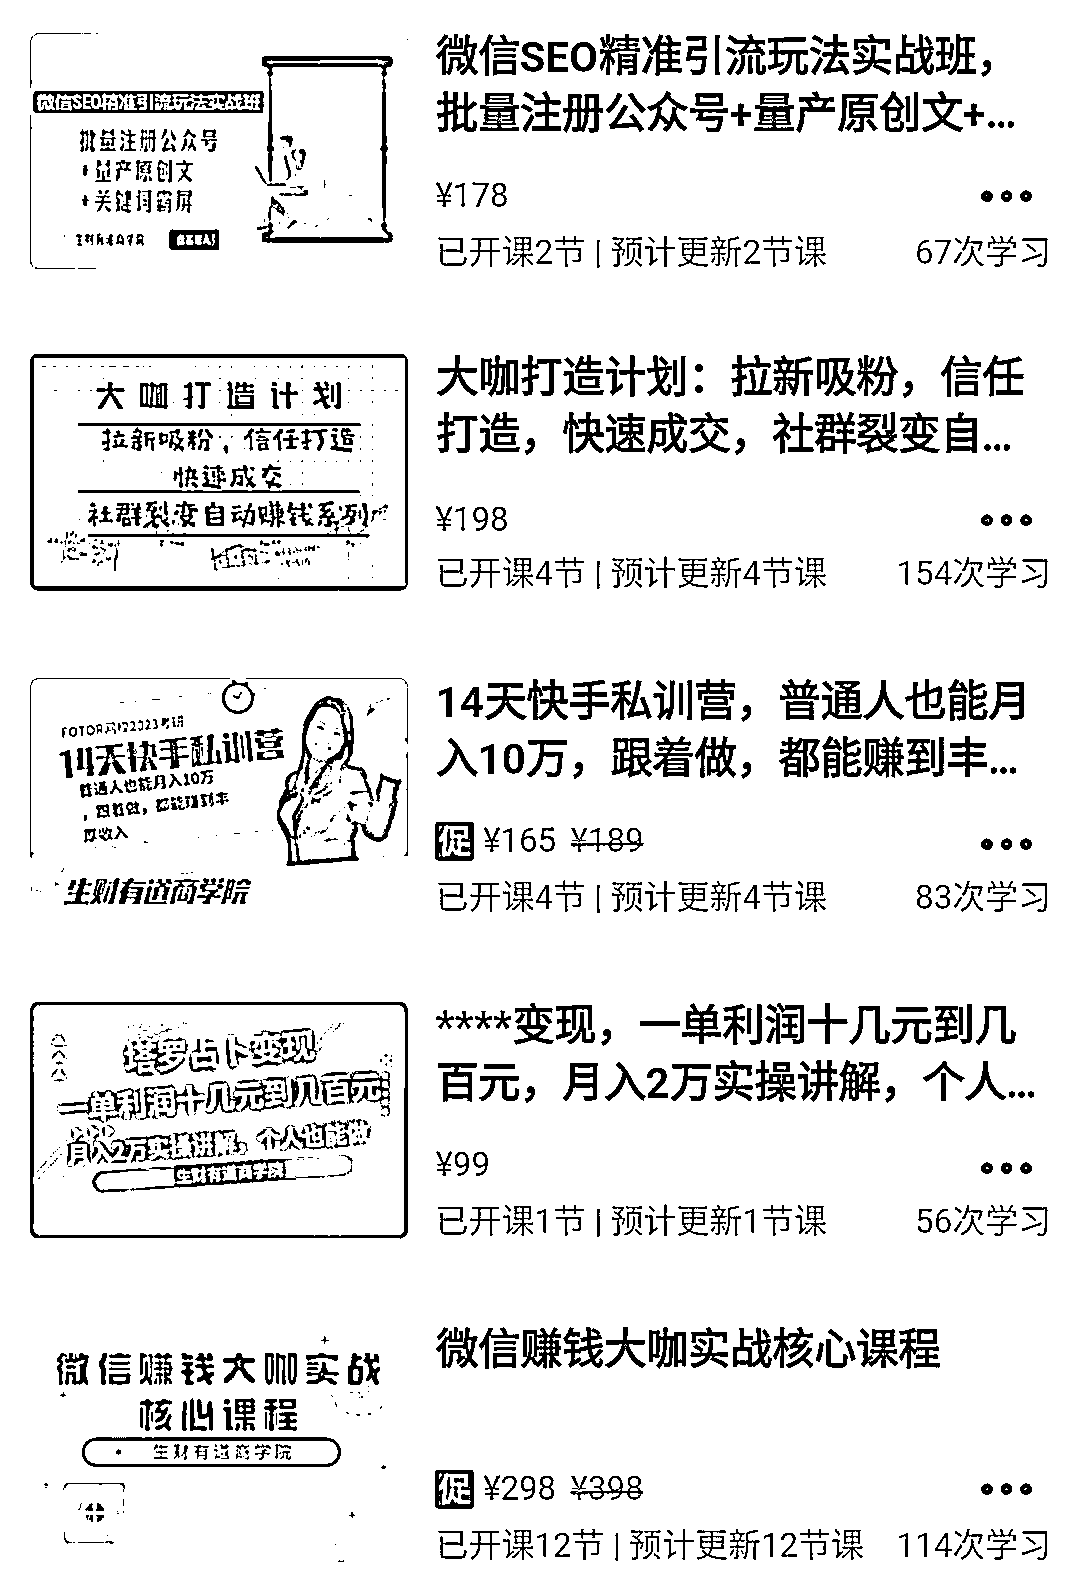 微信SEO精准引流玩法实战班
批量注册公众号
+量产原创文
+关键词霸屏
微信SEO精准引流玩法实战班，
批量注册公众号+量产原创文+...
¥178
已开课2节 | 预计更新2节课
67次学习
大咖打造计划
拉新吸粉，信任打造
快速成交
社群裂变自动赚钱系列
大咖打造计划：拉新吸粉，信任
打造，快速成交，社群裂变自...
¥198
已开课4节 | 预计更新4节课
154次学习
14天快手私训营
普通人也能月入10万
，跟着做，都能赚到丰
厚收入
生财有道商学院
14天快手私训营，普通人也能月
入10万，跟着做，都能赚到丰...
促 ¥165 ¥189
已开课4节 | 预计更新4节课
83次学习
塔罗占卜变现
一单利润十几元到几百元
月入2万实操讲解，个人也能做
生财有道商学院
****变现，一单利润十几元到几
百元，月入2万实操讲解，个人...
¥99
已开课1节 | 预计更新1节课
56次学习
微信赚钱大咖实战
核心课程
生财有道商学院
微信赚钱大咖实战核心课程
促 ¥298 ¥398
已开课12节 | 预计更新12节课
114次学习